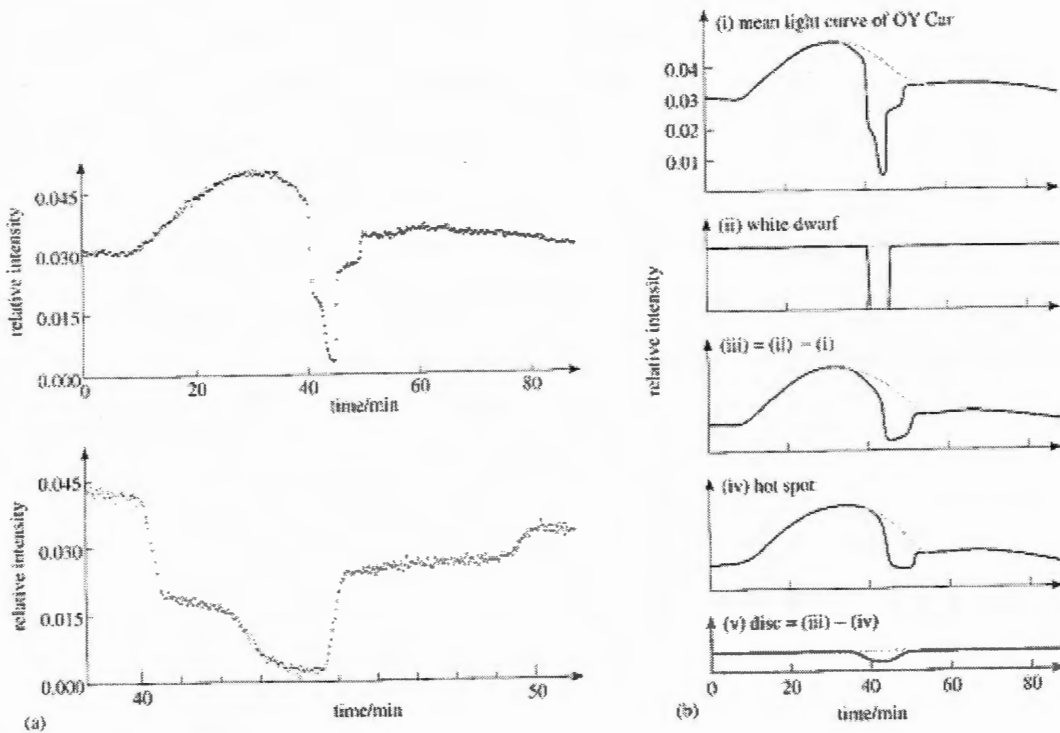 relative intensity
0.045
0.030
0.015
0.000
0
20
40
60
80
time/min
relative intensity
0.045
0.030
0.015
0.000
40
50
time/min
(a)
relative intensity
(i) mean light curve of OY Car
0.04
0.03
0.02
0.01
(ii) white dwarf
(iii) = (ii) − (i)
(iv) hot spot
(v) disc = (iii) − (iv)
0
20
40
60
80
(b)
time/min